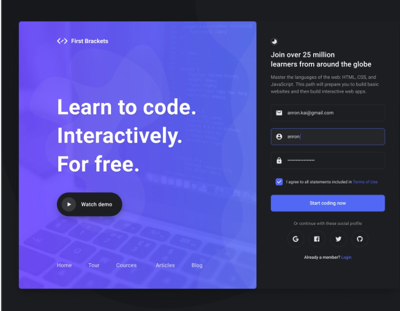 First Brackets
Learn to code.
Interactively.
For free.
Watch demo
Home Tour Courses Articles Blog
Join over 25 million
learners from around the globe
Master the languages of the web: HTML, CSS, and
JavaScript. This path will prepare you to build basic
websites and then build interactive web apps.
anron.kai@gmail.com
anron
I agree to all statements included in Terms of Use
Start coding now
Or continue with these social profile
Already a member? Login